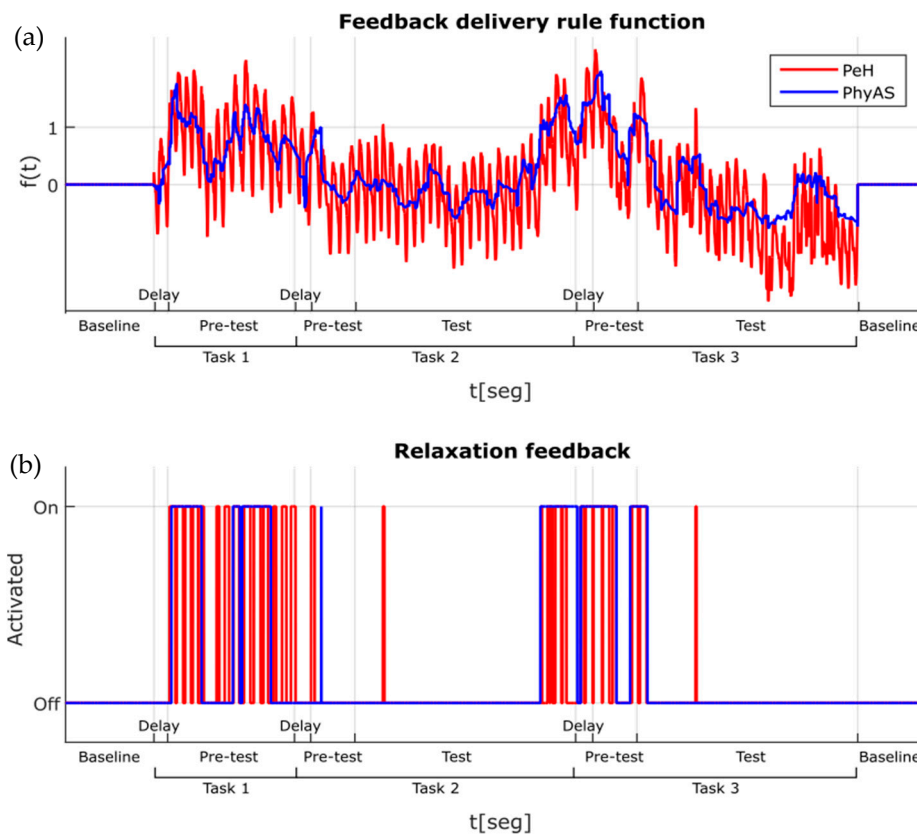 (a)
Feedback delivery rule function
PeH
PhyAS
f(t)
1
0
Delay Delay Delay
Baseline Pre-test Pre-test Test Pre-test Test Baseline
Task 1 Task 2 Task 3
t[seg]
(b)
Relaxation feedback
Activated
On
Off
Delay Delay Delay
Baseline Pre-test Pre-test Test Pre-test Test Baseline
Task 1 Task 2 Task 3
t[seg]